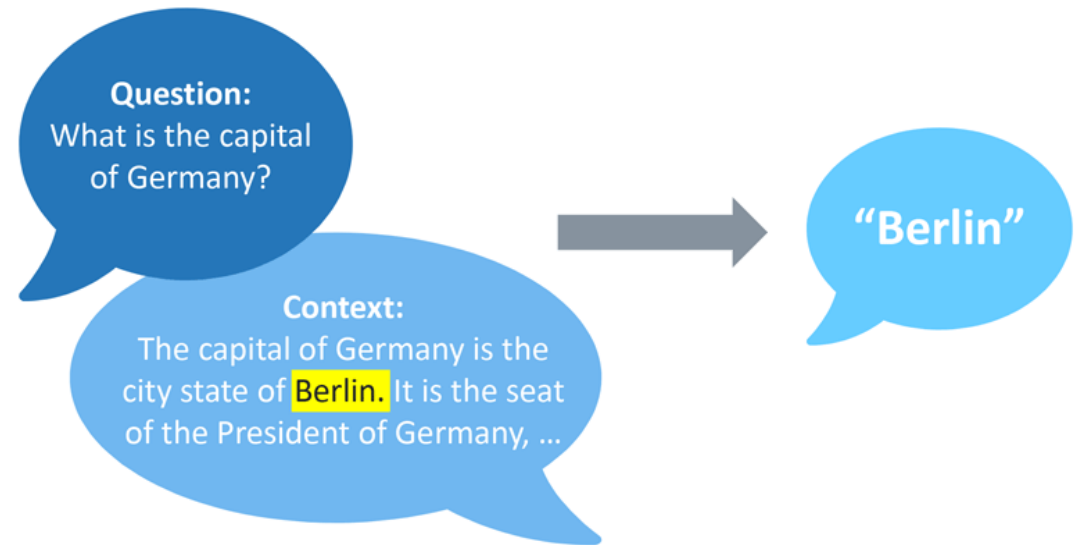 Question:
What is the capital
of Germany?
Context:
The capital of Germany is the
city state of Berlin. It is the seat
of the President of Germany, ...
“Berlin”